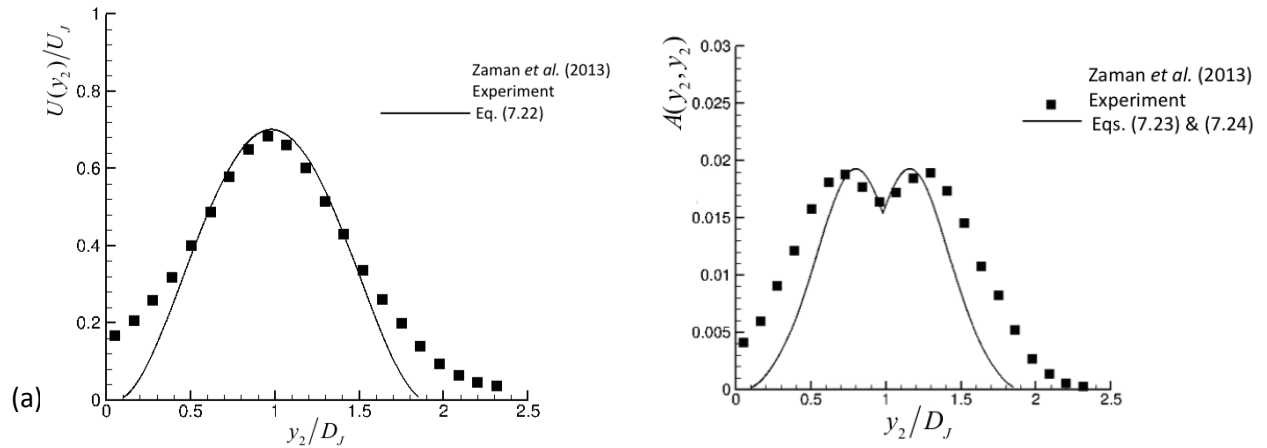 (a)
U(y₂)/U_J
1
0.8
0.6
0.4
0.2
0
0 0.5 1 1.5 2 2.5
y₂/D_J
Zaman et al. (2013)
Experiment
Eq. (7.22)
A(y₂,y₂)
0.03
0.025
0.02
0.015
0.01
0.005
0
0 0.5 1 1.5 2 2.5
y₂/D_J
Zaman et al. (2013)
Experiment
Eqs. (7.23) & (7.24)